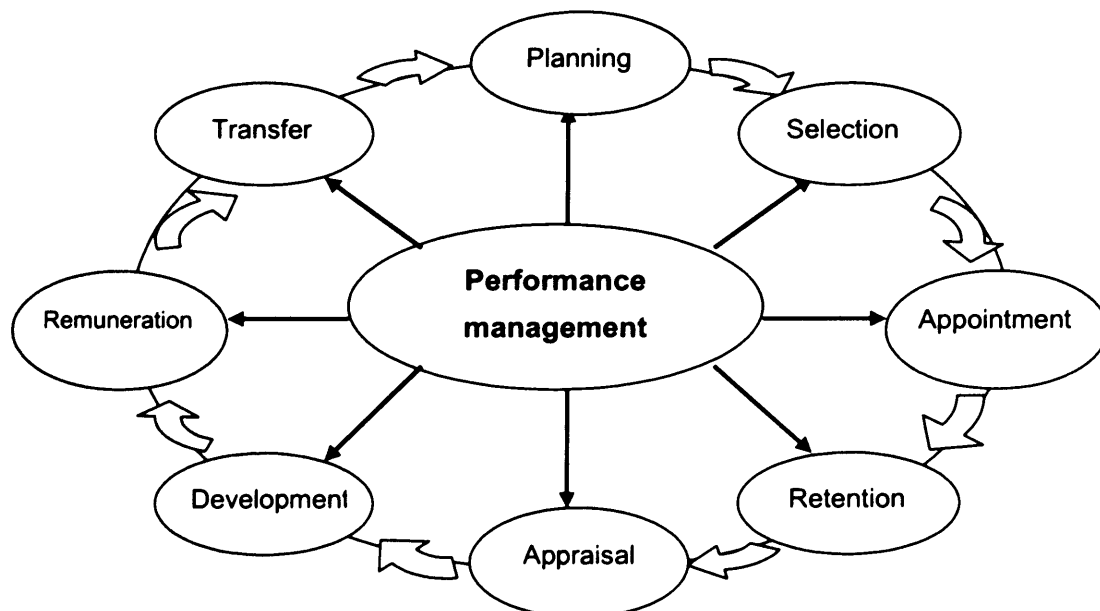 Planning
Transfer
Selection
Performance
management
Remuneration
Appointment
Development
Retention
Appraisal